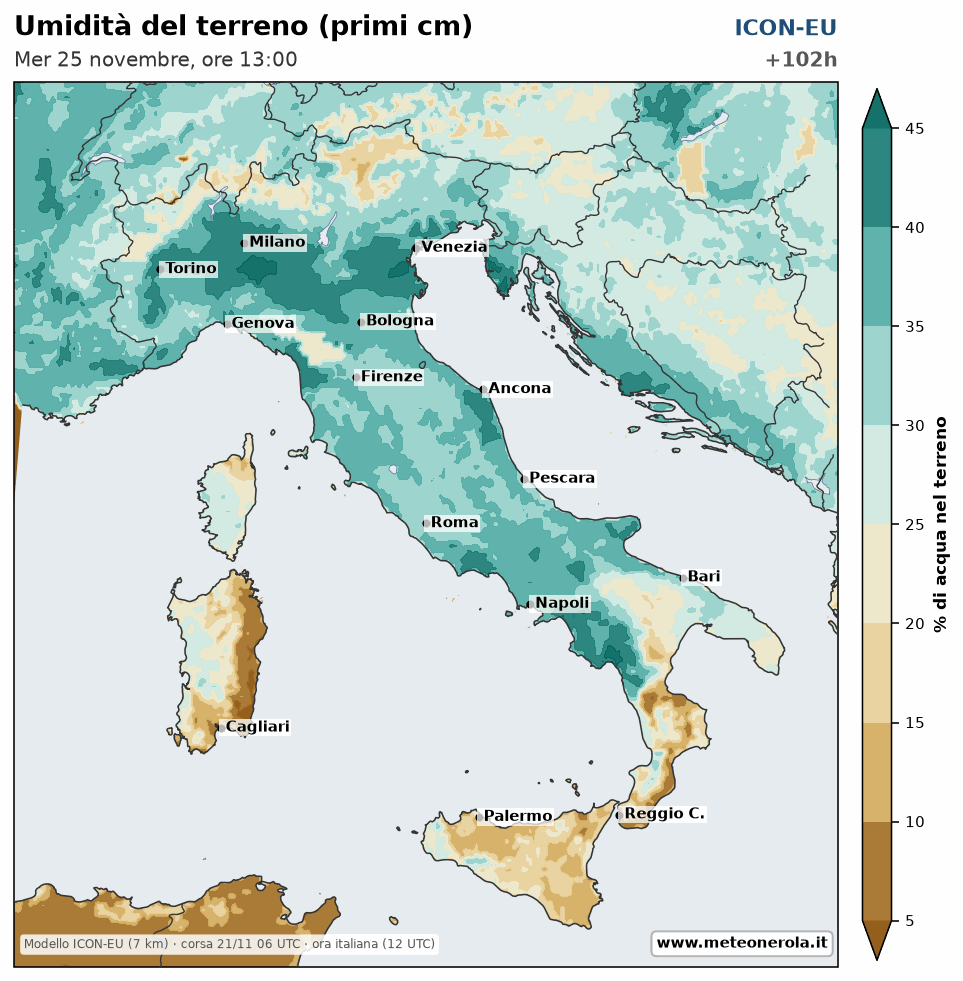 Umidità del terreno (primi cm)
ICON-EU
Mer 25 novembre, ore 13:00
+102h
Milano
Venezia
Torino
Genova
Bologna
Firenze
Ancona
Pescara
Roma
Bari
Napoli
Cagliari
Palermo
Reggio C.
45
40
35
30
25
20
15
10
5
% di acqua nel terreno
Modello ICON-EU (7 km) · corsa 21/11 06 UTC · ora italiana (12 UTC)
www.meteonerola.it